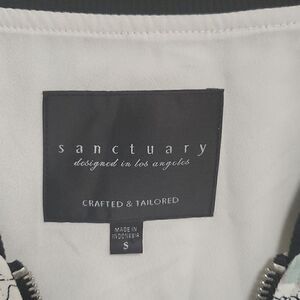 sanctuary
designed in los angeles
CRAFTED & TAILORED
MADE IN
INDONESIA
S